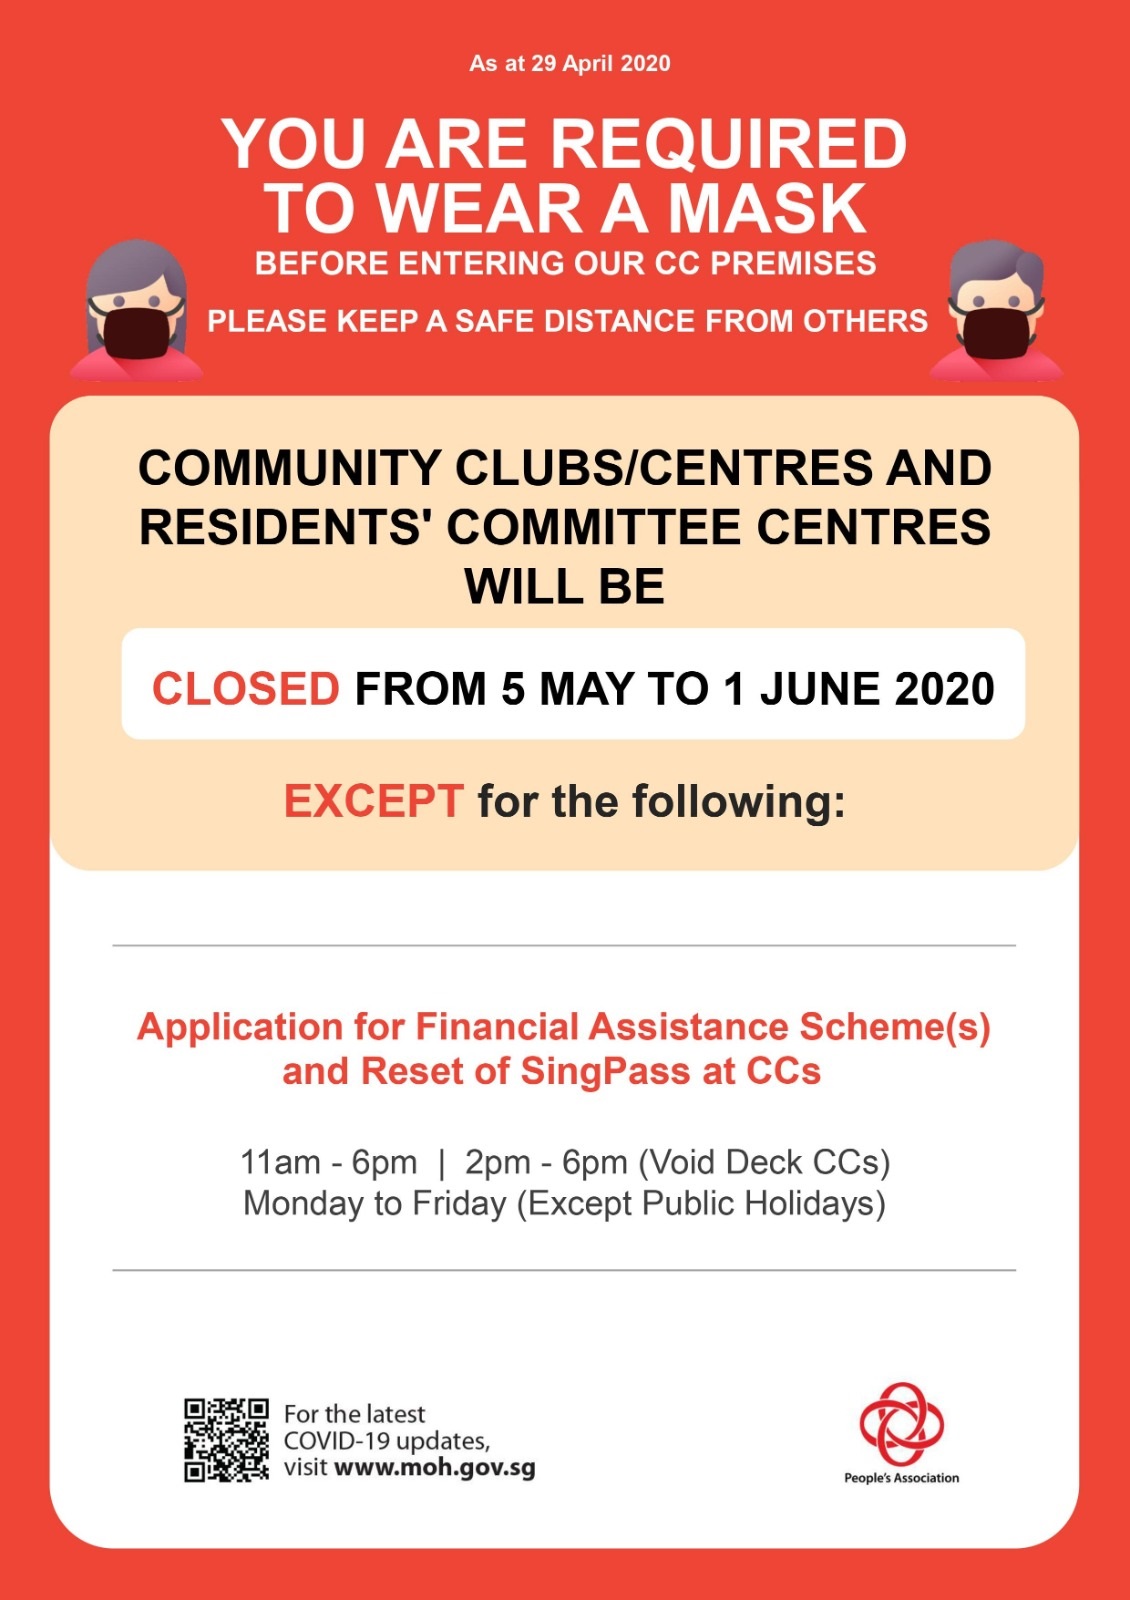 As at 29 April 2020
YOU ARE REQUIRED
TO WEAR A MASK
BEFORE ENTERING OUR CC PREMISES
PLEASE KEEP A SAFE DISTANCE FROM OTHERS
COMMUNITY CLUBS/CENTRES AND
RESIDENTS' COMMITTEE CENTRES
WILL BE
CLOSED FROM 5 MAY TO 1 JUNE 2020
EXCEPT for the following:
Application for Financial Assistance Scheme(s)
and Reset of SingPass at CCs
11am - 6pm | 2pm - 6pm (Void Deck CCs)
Monday to Friday (Except Public Holidays)
For the latest
COVID-19 updates,
visit www.moh.gov.sg
People's Association